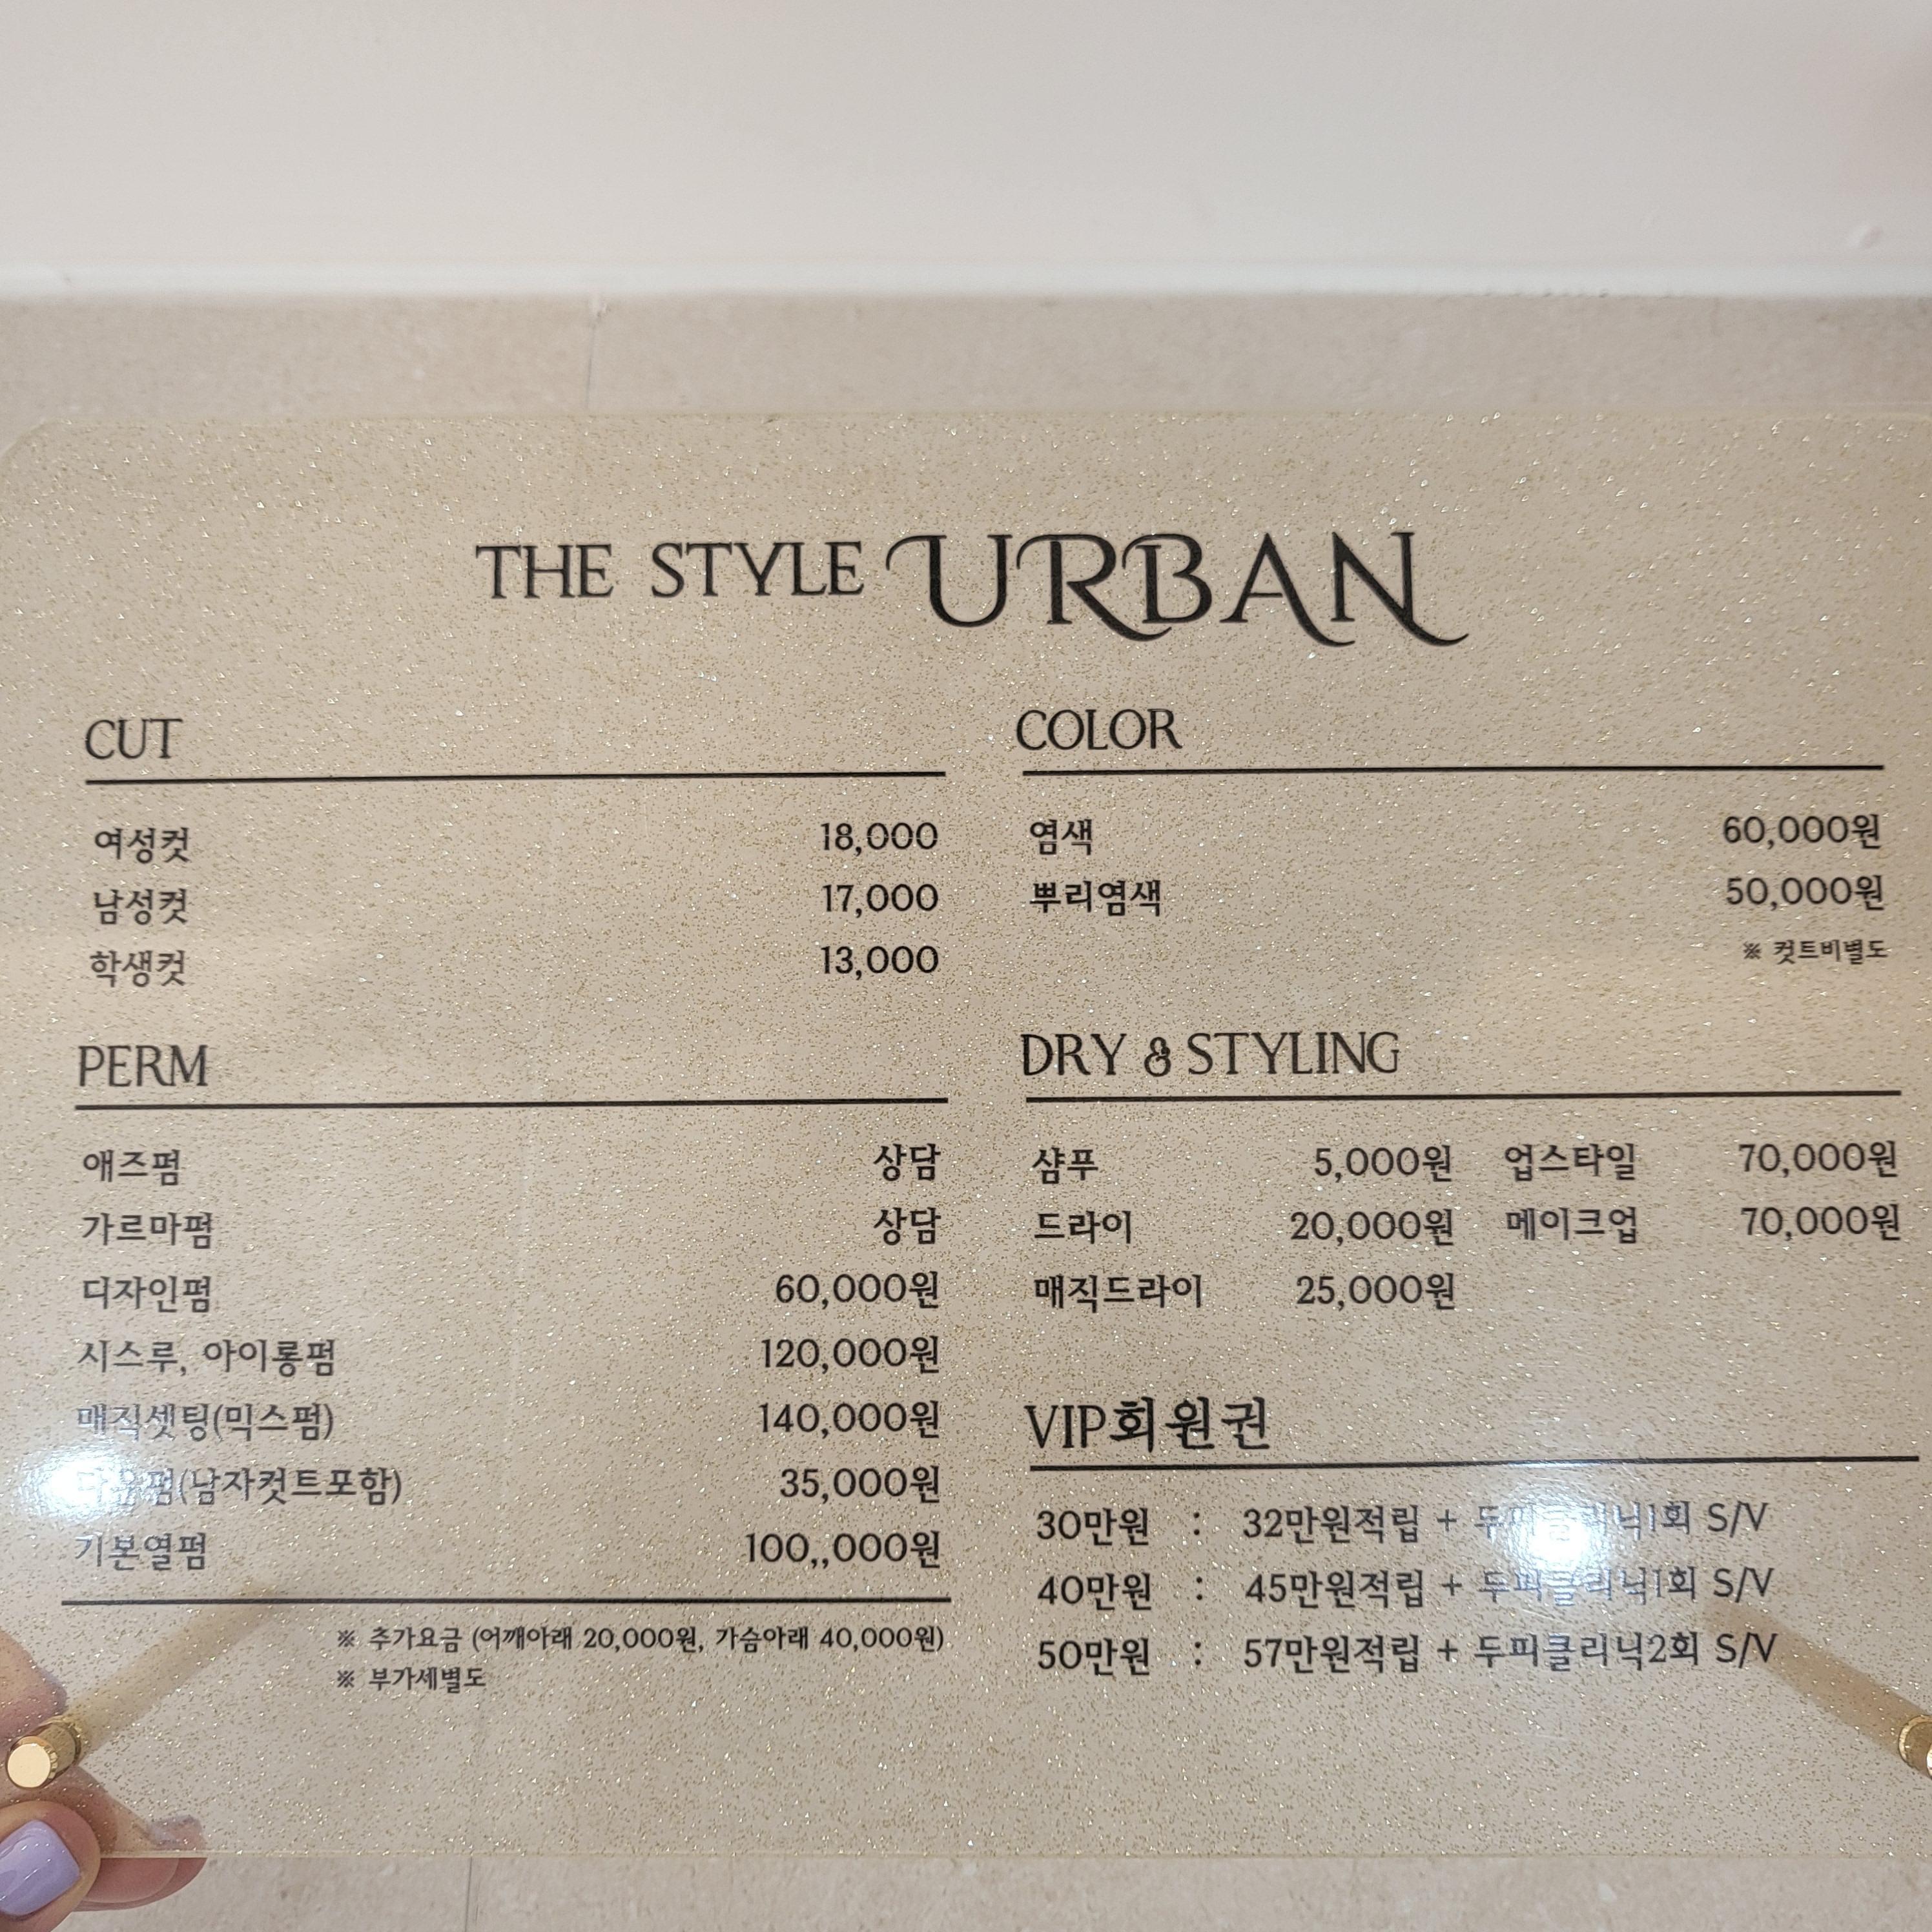 THE STYLE URBAN
CUT
여성컷 18,000
남성컷 17,000
학생컷 13,000
PERM
애즈펌 상담
가르마펌 상담
디자인펌 60,000원
시스루, 아이롱펌 120,000원
매직셋팅(믹스펌) 140,000원
다운펌(남자컷트포함) 35,000원
기본열펌 100,,000원
※ 추가요금 (어깨아래 20,000원, 가슴아래 40,000원)
※ 부가세별도
COLOR
염색 60,000원
뿌리염색 50,000원
※ 컷트비별도
DRY & STYLING
샴푸 5,000원 업스타일 70,000원
드라이 20,000원 메이크업 70,000원
매직드라이 25,000원
VIP회원권
30만원 : 32만원적립 + 두피클리닉1회 S/V
40만원 : 45만원적립 + 두피클리닉1회 S/V
50만원 : 57만원적립 + 두피클리닉2회 S/V